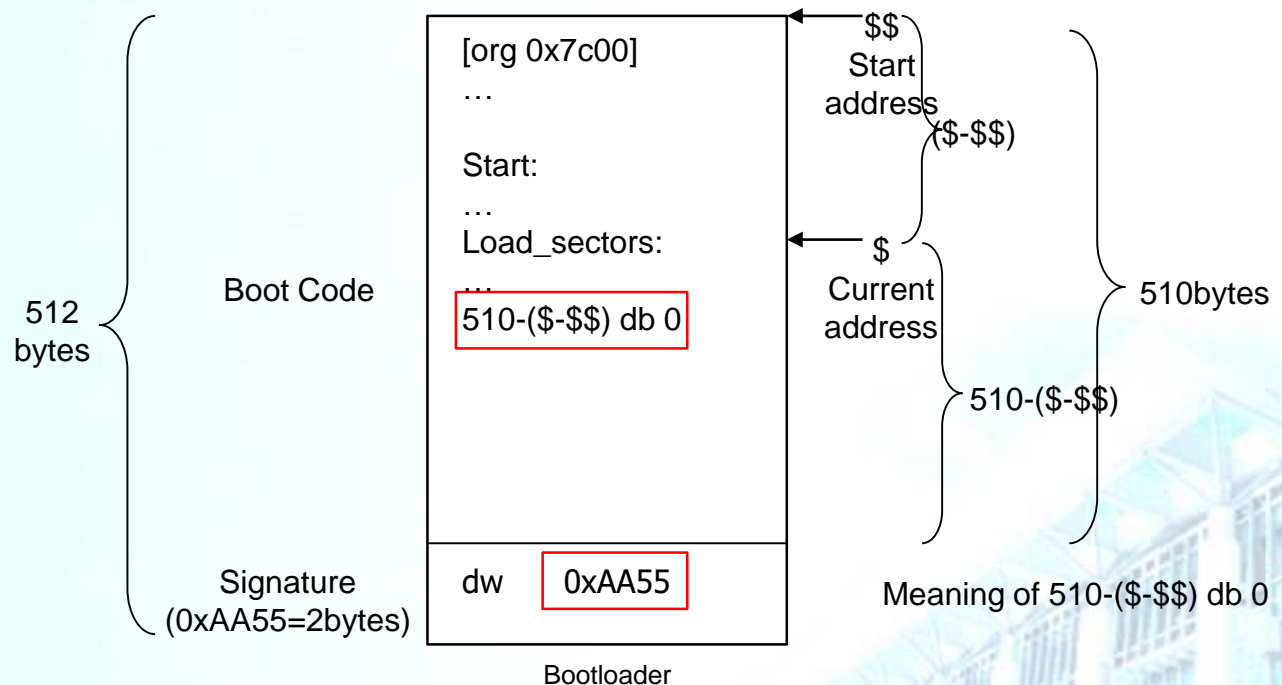 512
bytes
Boot Code
Signature
(0xAA55=2bytes)
[org 0x7c00]
…
Start:
…
Load_sectors:
…
510-($-$$) db 0
dw 0xAA55
Bootloader
$$
Start
address
($-$$)
$
Current
address
510-($-$$)
510bytes
Meaning of 510-($-$$) db 0